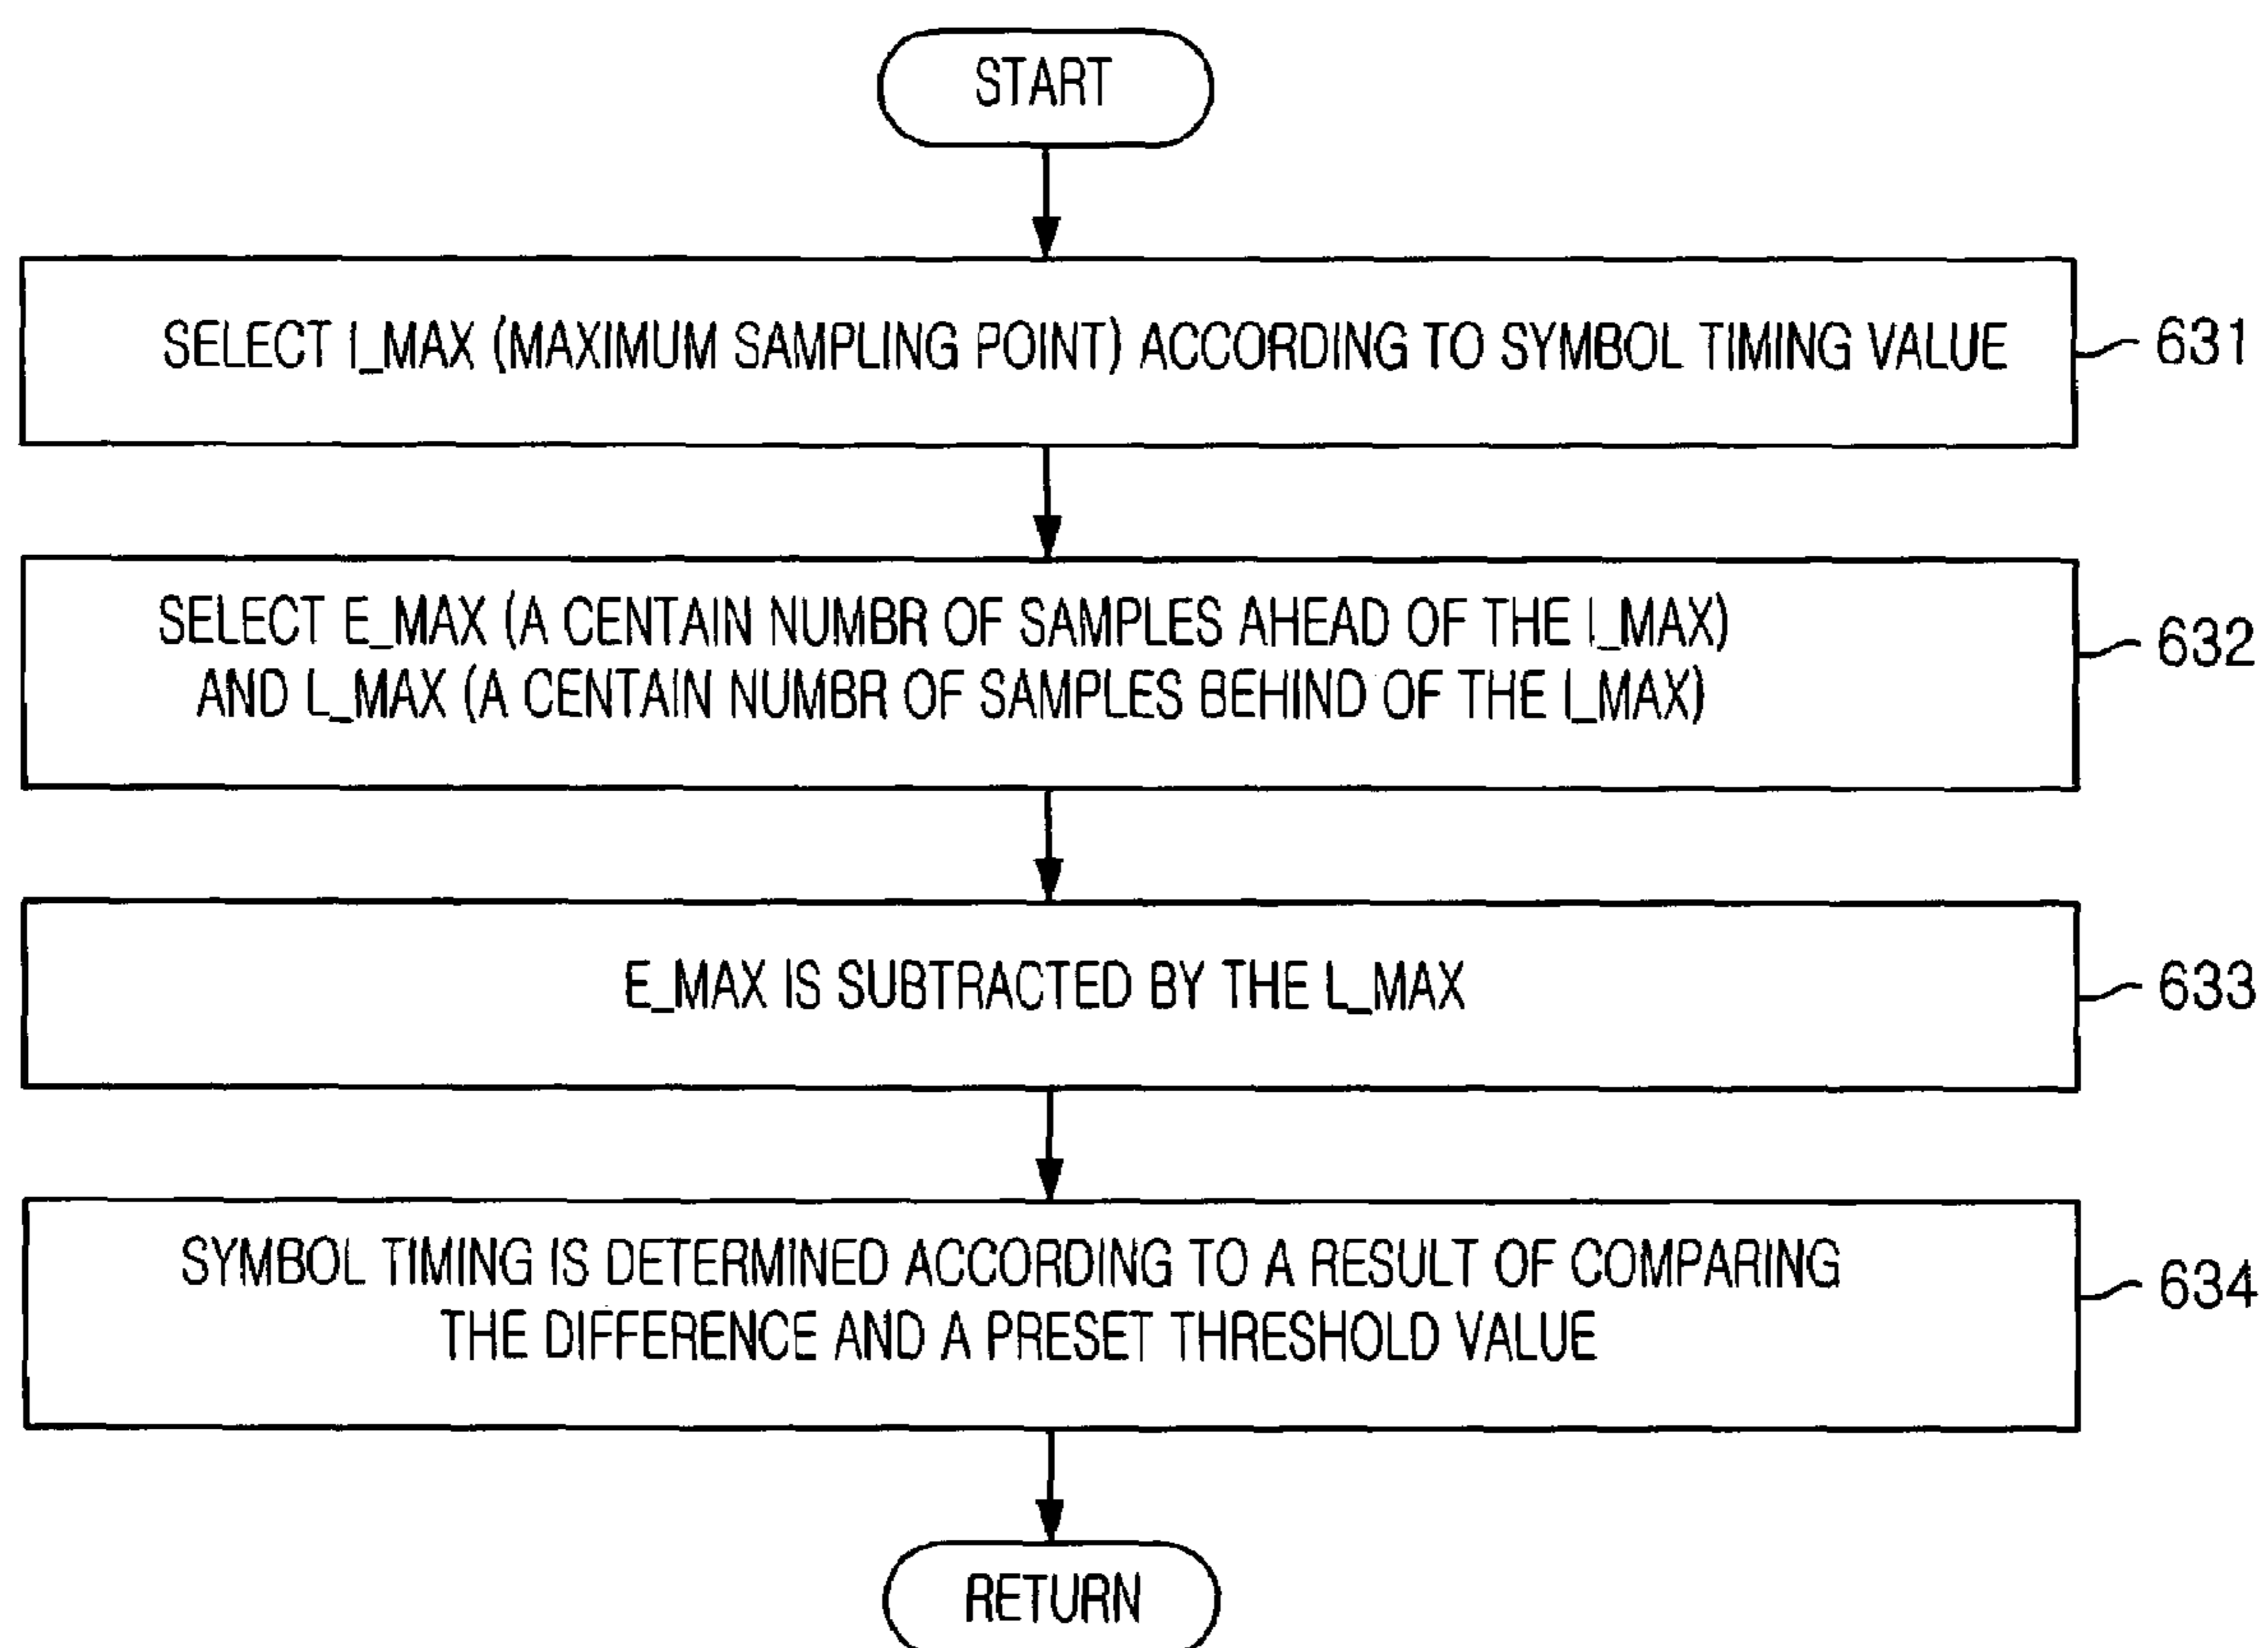 START
SELECT I_MAX (MAXIMUM SAMPLING POINT) ACCORDING TO SYMBOL TIMING VALUE
631
SELECT E_MAX (A CENTAIN NUMBR OF SAMPLES AHEAD OF THE I_MAX)
AND L_MAX (A CENTAIN NUMBR OF SAMPLES BEHIND OF THE I_MAX)
632
E_MAX IS SUBTRACTED BY THE L_MAX
633
SYMBOL TIMING IS DETERMINED ACCORDING TO A RESULT OF COMPARING
THE DIFFERENCE AND A PRESET THRESHOLD VALUE
634
RETURN